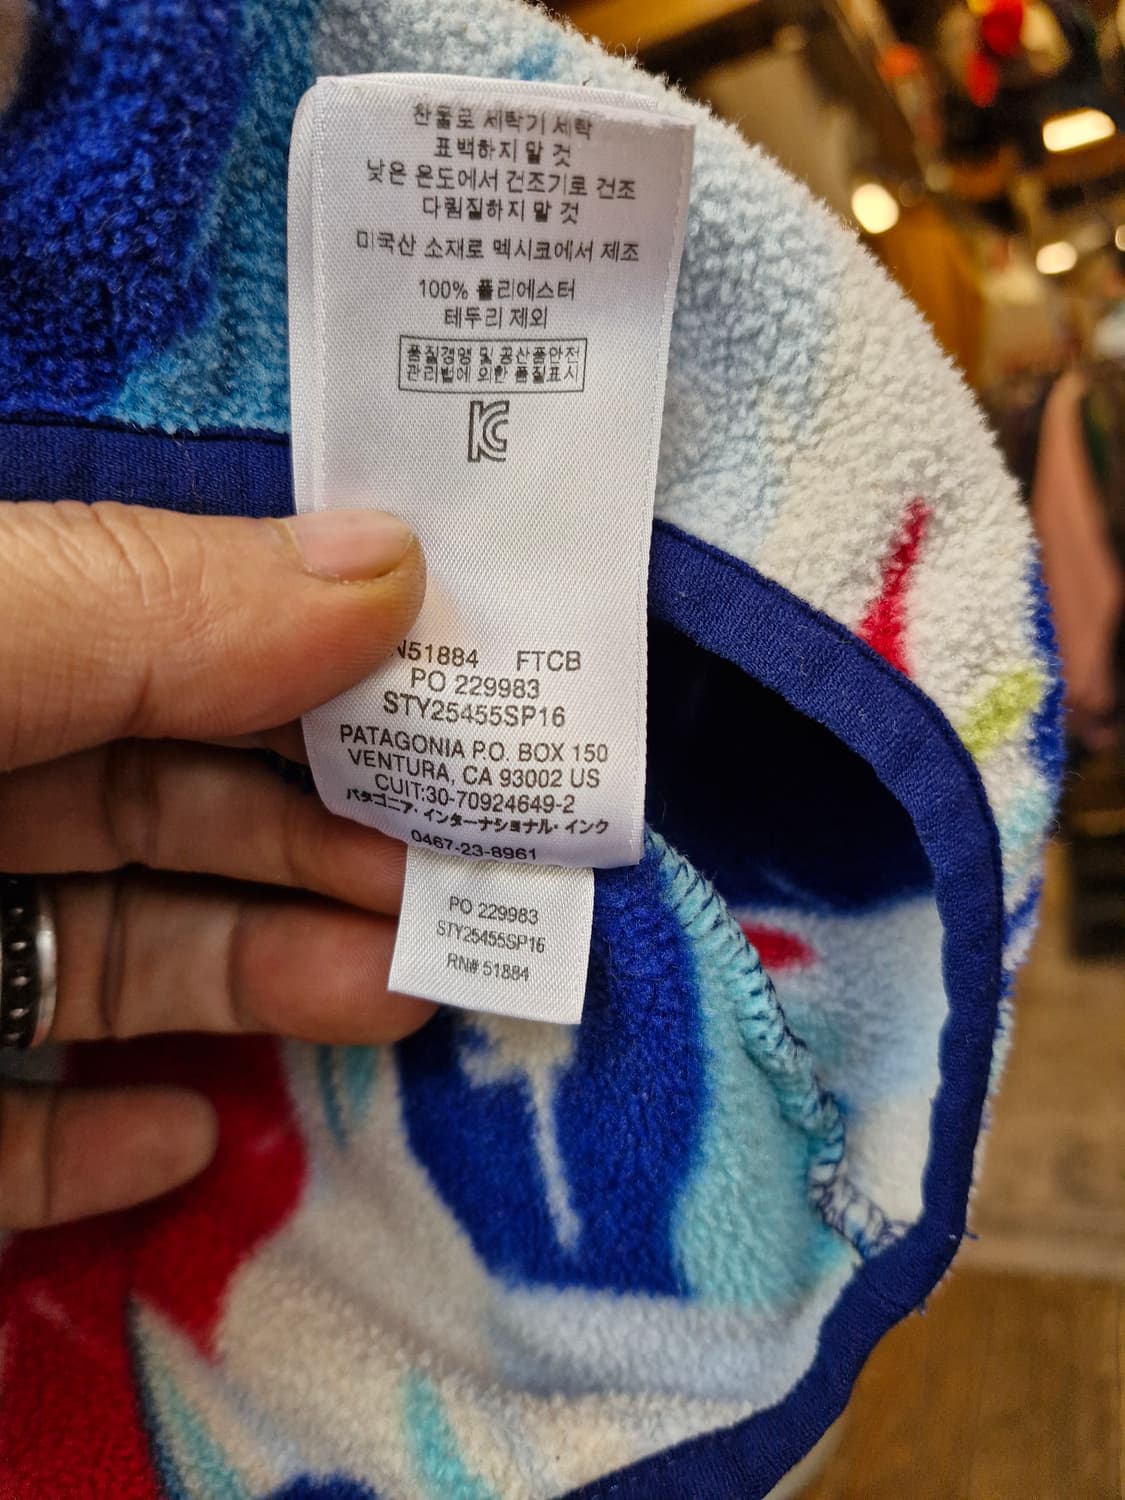 찬물로 세탁기 세탁
표백하지 말 것
낮은 온도에서 건조기로 건조
다림질하지 말 것
미국산 소재로 멕시코에서 제조
100% 폴리에스터
테두리 제외
품질경영 및 공산품안전
관리법에 의한 품질표시
KC
N51884 FTCB
PO 229983
STY25455SP16
PATAGONIA P.O. BOX 150
VENTURA, CA 93002 US
CUIT:30-70924649-2
パタゴニア・インターナショナル・インク
0467-23-8961
PO 229983
STY25455SP16
RN# 51884